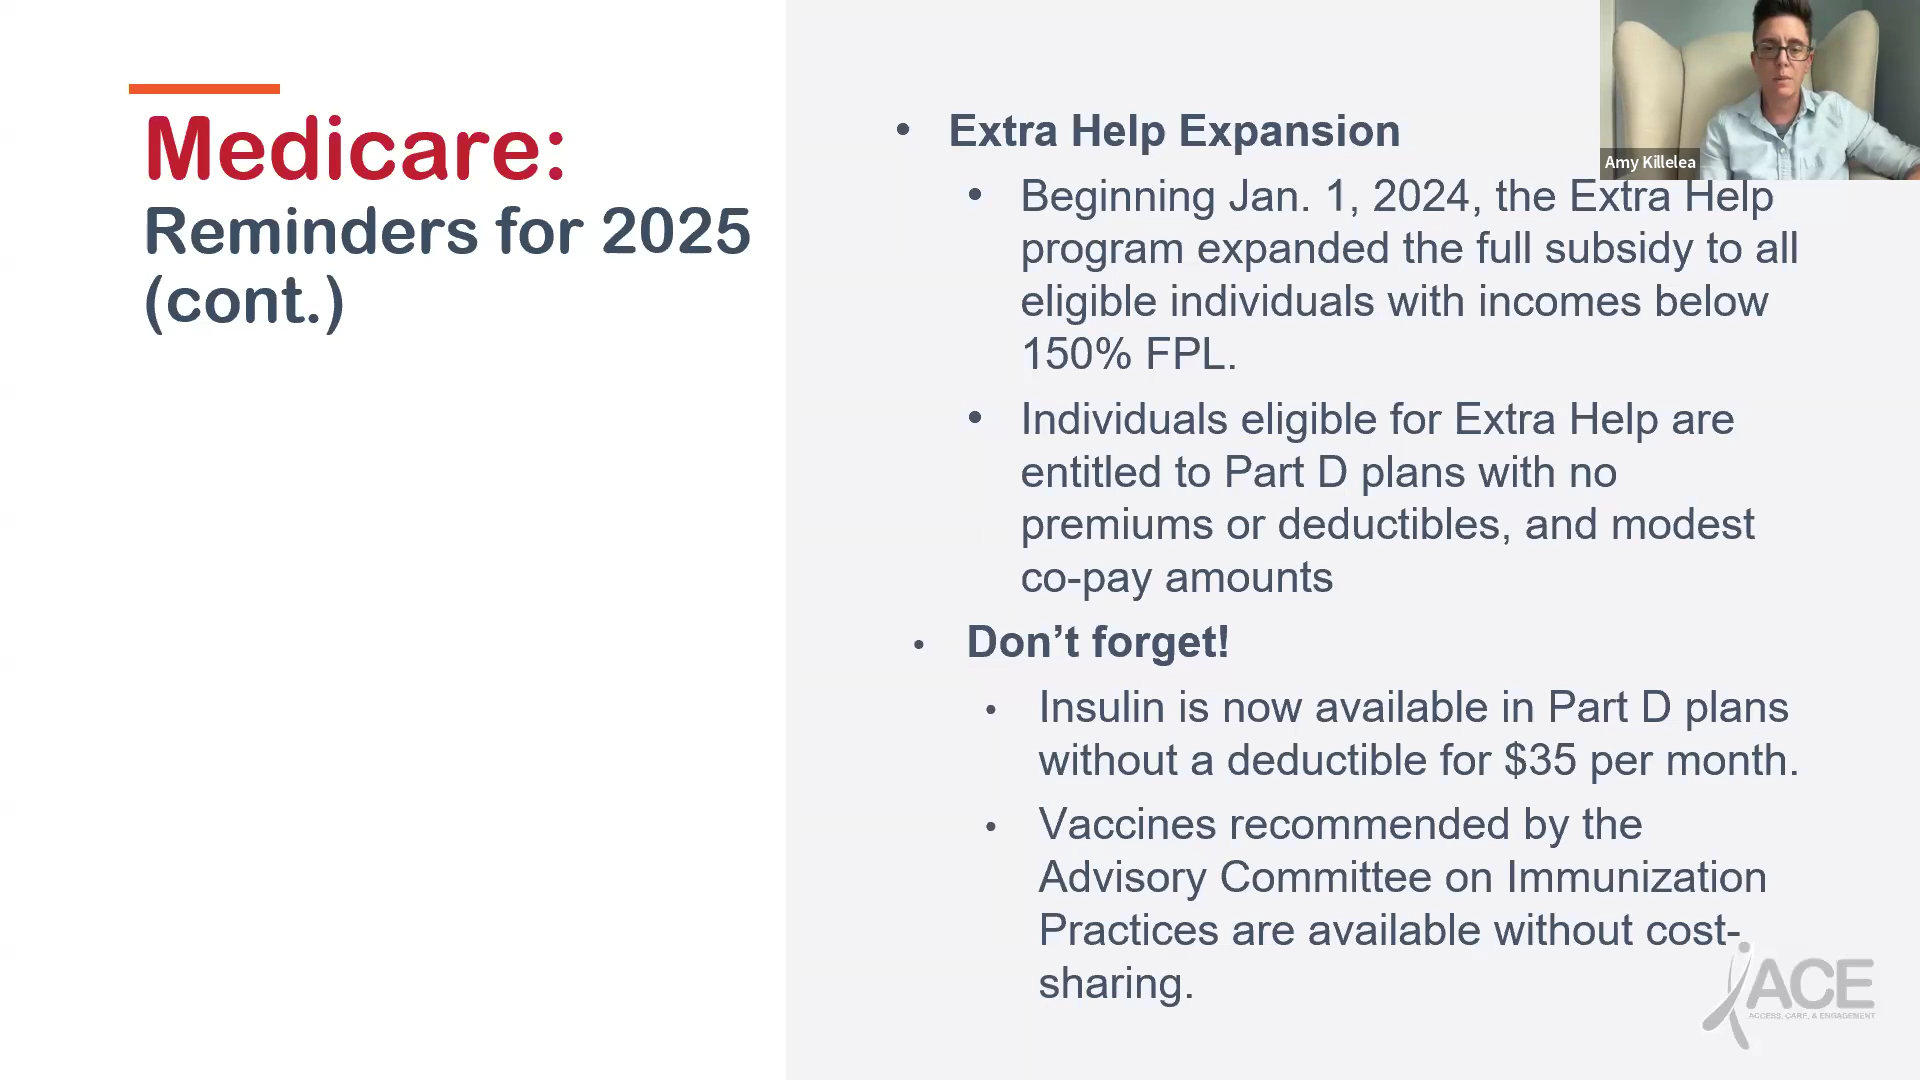 Medicare:
Reminders for 2025
(cont.)
• Extra Help Expansion
• Beginning Jan. 1, 2024, the Extra Help
program expanded the full subsidy to all
eligible individuals with incomes below
150% FPL.
• Individuals eligible for Extra Help are
entitled to Part D plans with no
premiums or deductibles, and modest
co-pay amounts
• Don’t forget!
• Insulin is now available in Part D plans
without a deductible for $35 per month.
• Vaccines recommended by the
Advisory Committee on Immunization
Practices are available without cost-
sharing.
Amy Killelea
ACE
ACCESS, CARE, & ENGAGEMENT